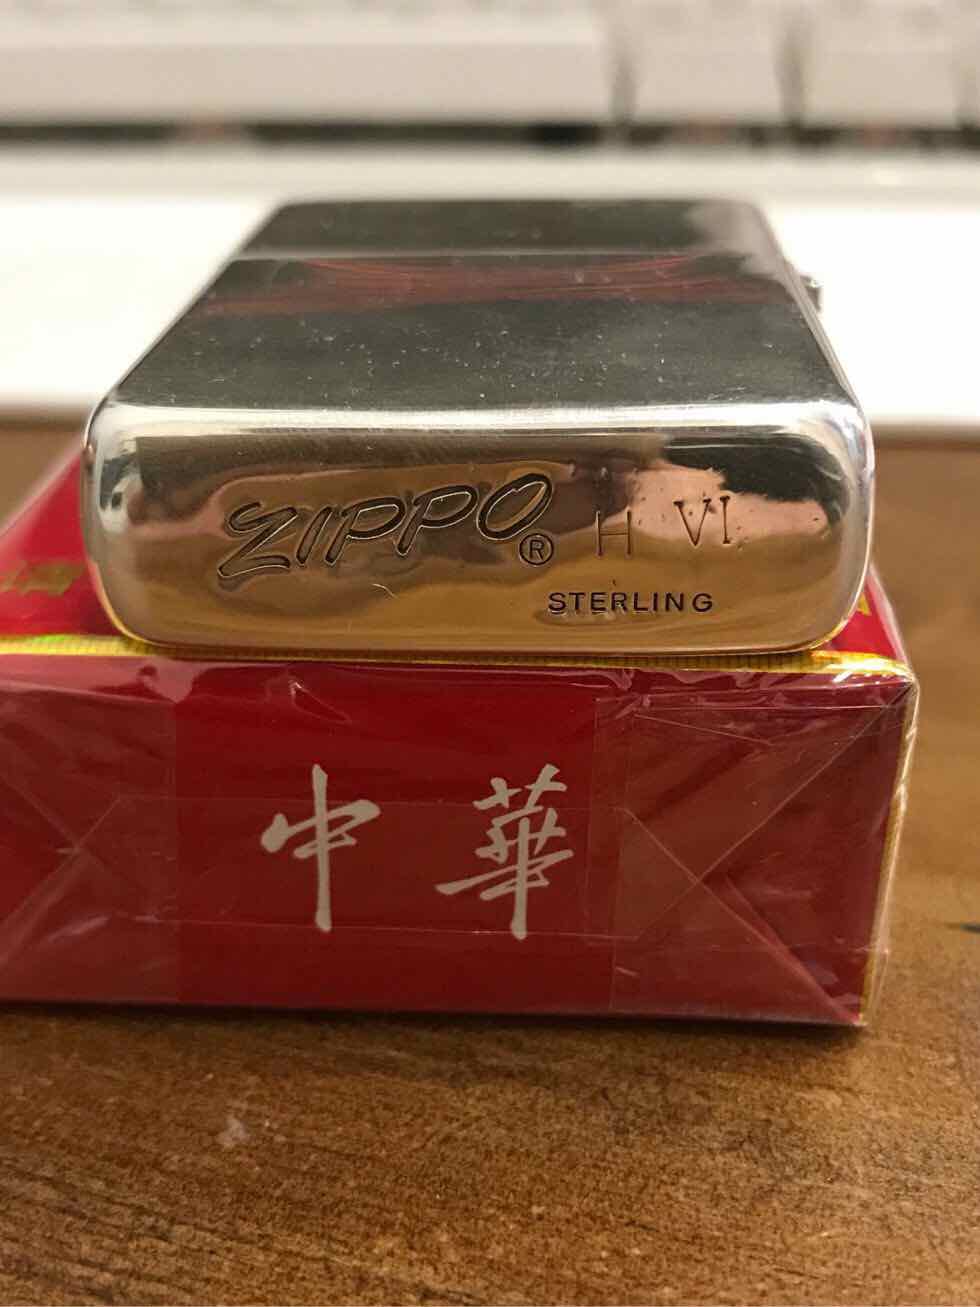 ZIPPO® H VI
STERLING
中華